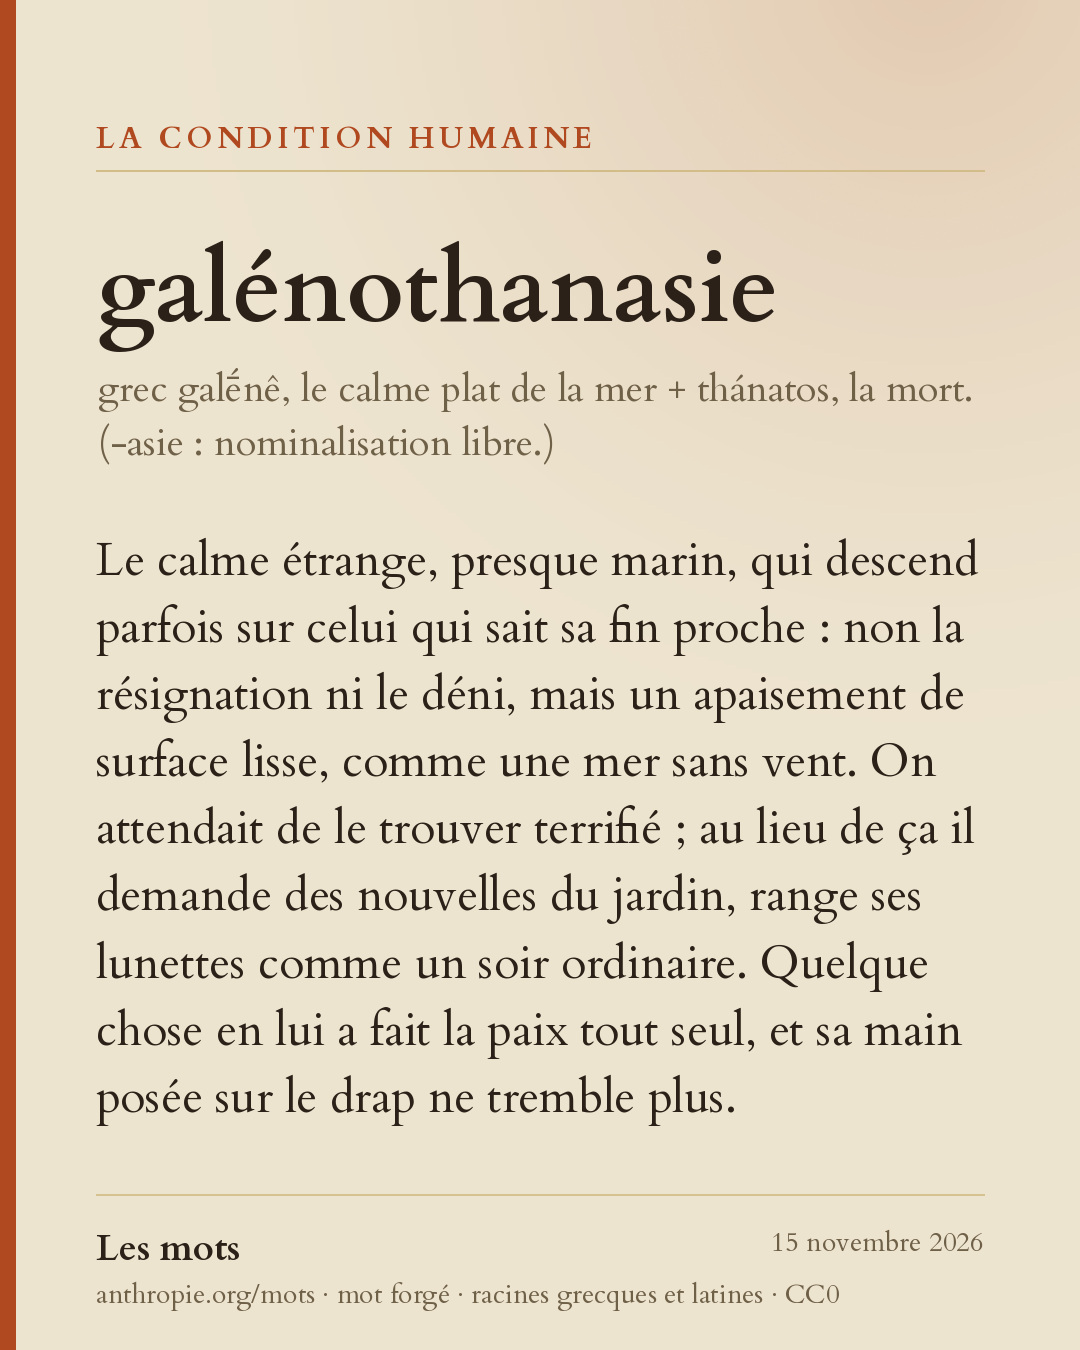 LA CONDITION HUMAINE
galénothanasie
grec galḗnê, le calme plat de la mer + thánatos, la mort.
(-asie : nominalisation libre.)
Le calme étrange, presque marin, qui descend
parfois sur celui qui sait sa fin proche : non la
résignation ni le déni, mais un apaisement de
surface lisse, comme une mer sans vent. On
attendait de le trouver terrifié ; au lieu de ça il
demande des nouvelles du jardin, range ses
lunettes comme un soir ordinaire. Quelque
chose en lui a fait la paix tout seul, et sa main
posée sur le drap ne tremble plus.
Les mots
15 novembre 2026
anthropie.org/mots · mot forgé · racines grecques et latines · CC0